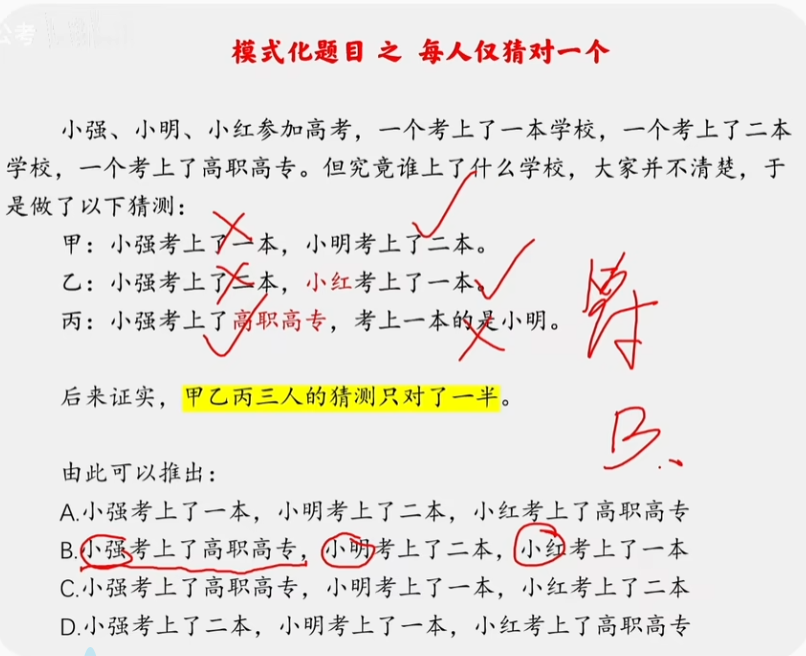 公考
模式化题目 之 每人仅猜对一个
小强、小明、小红参加高考，一个考上了一本学校，一个考上了二本
学校，一个考上了高职高专。但究竟谁上了什么学校，大家并不清楚，于
是做了以下猜测：
甲：小强考上了一本，小明考上了二本。
乙：小强考上了二本，小红考上了一本。
丙：小强考上了高职高专，考上一本的是小明。
后来证实，甲乙丙三人的猜测只对了一半。
B
由此可以推出：
A.小强考上了一本，小明考上了二本，小红考上了高职高专
B.小强考上了高职高专，小明考上了二本，小红考上了一本
C.小强考上了高职高专，小明考上了一本，小红考上了二本
D.小强考上了二本，小明考上了一本，小红考上了高职高专